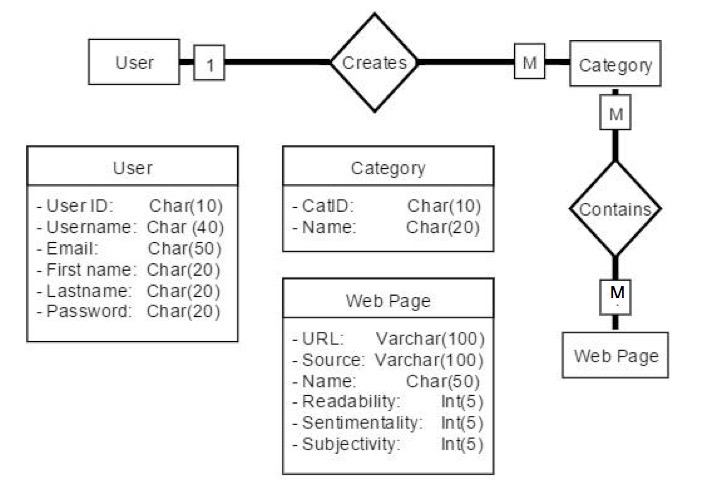 User 1 Creates M Category
M
Contains
M
Web Page
User
- User ID: Char(10)
- Username: Char (40)
- Email: Char(50)
- First name: Char(20)
- Lastname: Char(20)
- Password: Char(20)
Category
- CatID: Char(10)
- Name: Char(20)
Web Page
- URL: Varchar(100)
- Source: Varchar(100)
- Name: Char(50)
- Readability: Int(5)
- Sentimentality: Int(5)
- Subjectivity: Int(5)